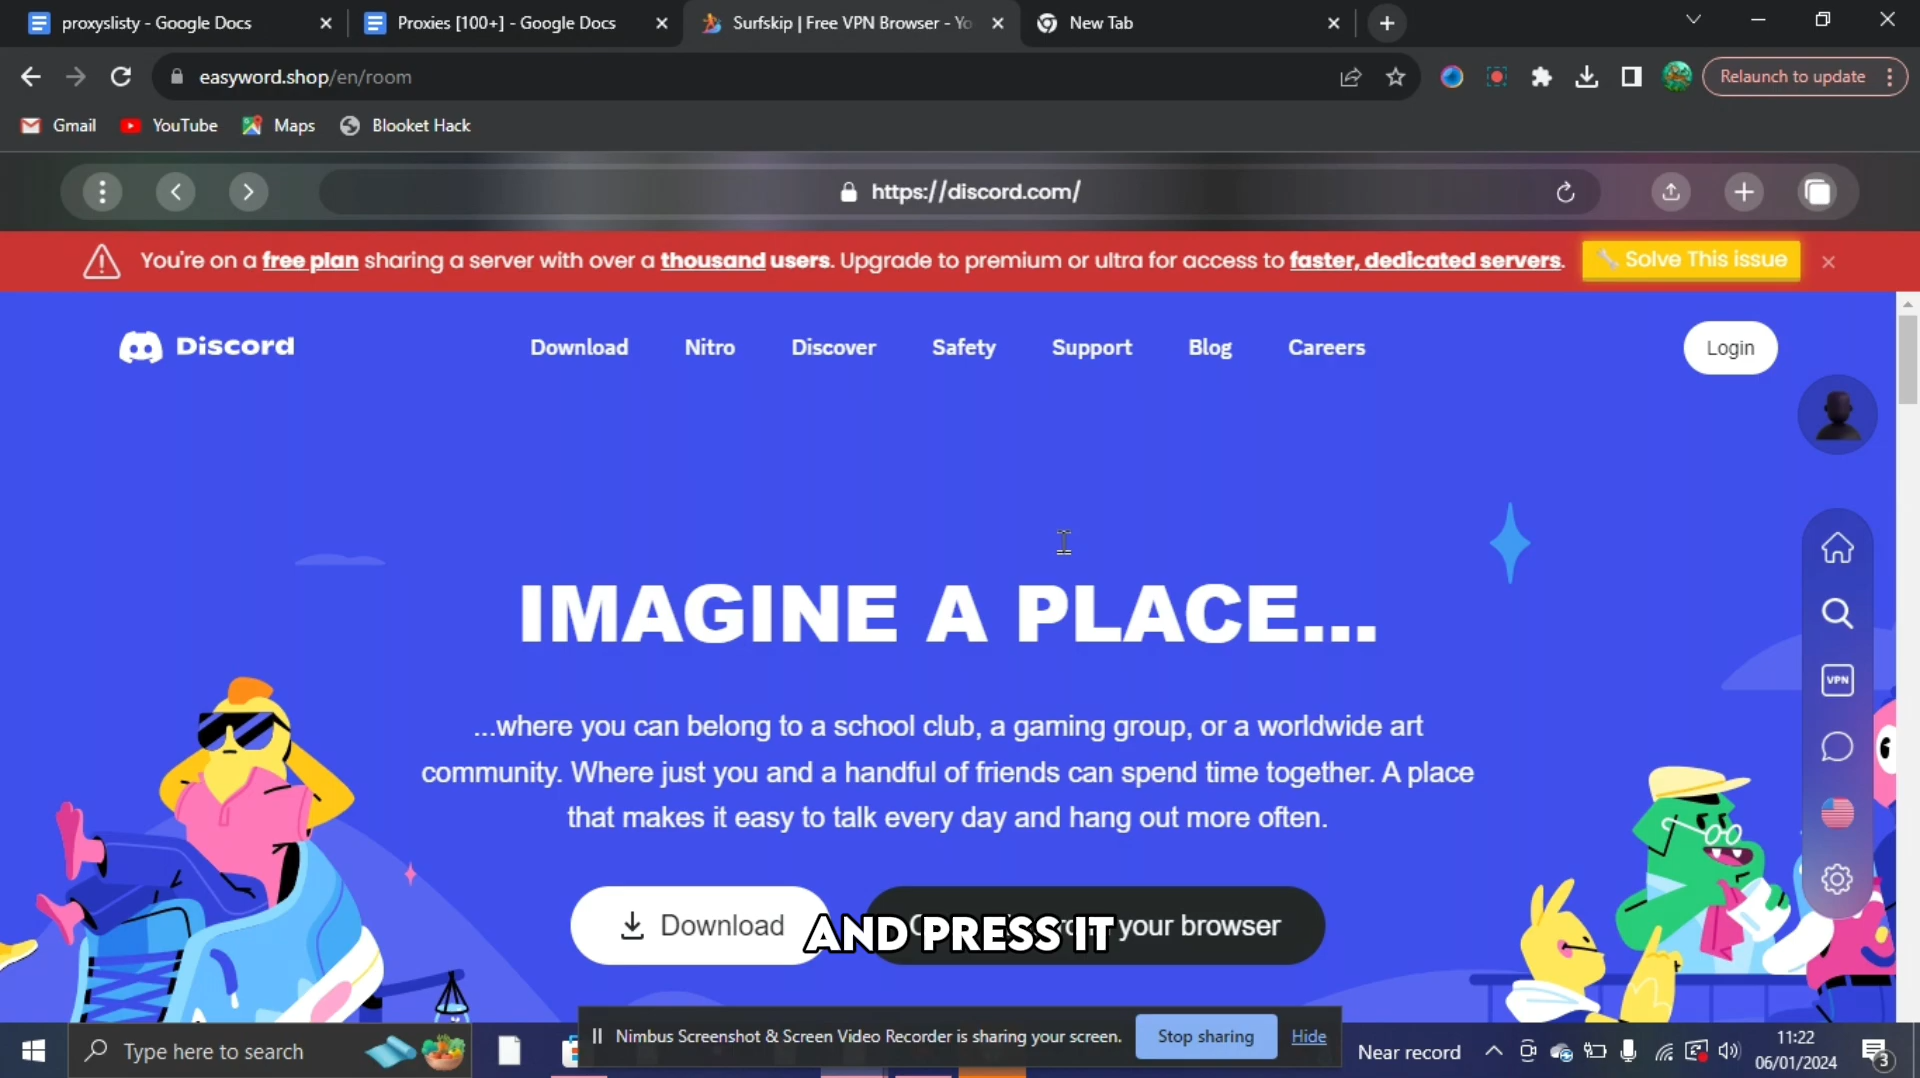 proxyslisty - Google Docs
Proxies [100+] - Google Docs
Surfskip | Free VPN Browser - Yo
New Tab
easyword.shop/en/room
Relaunch to update
Gmail
YouTube
Maps
Blooket Hack
https://discord.com/
You're on a free plan sharing a server with over a thousand users. Upgrade to premium or ultra for access to faster, dedicated servers.
Solve This issue
Discord
Download
Nitro
Discover
Safety
Support
Blog
Careers
Login
IMAGINE A PLACE...
...where you can belong to a school club, a gaming group, or a worldwide art
community. Where just you and a handful of friends can spend time together. A place
that makes it easy to talk every day and hang out more often.
VPN
Download
your browser
AND PRESS IT
Nimbus Screenshot & Screen Video Recorder is sharing your screen.
Stop sharing
Hide
Type here to search
Near record
11:22
06/01/2024
3